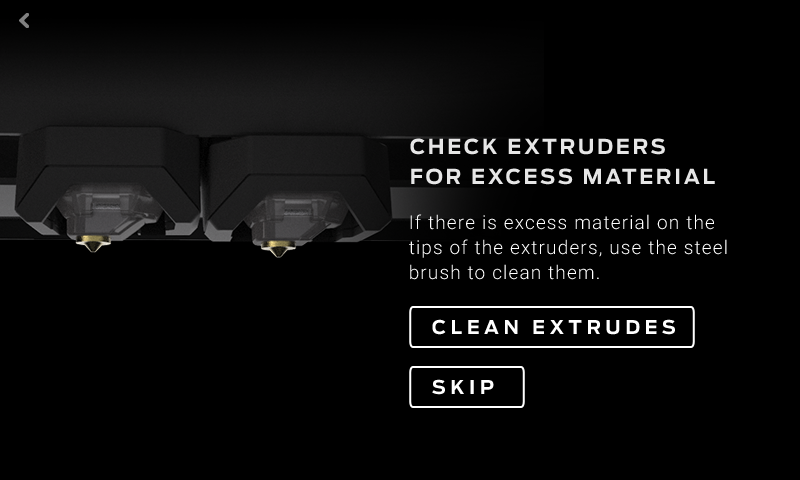 CHECK EXTRUDERS
FOR EXCESS MATERIAL
If there is excess material on the
tips of the extruders, use the steel
brush to clean them.
CLEAN EXTRUDES
SKIP